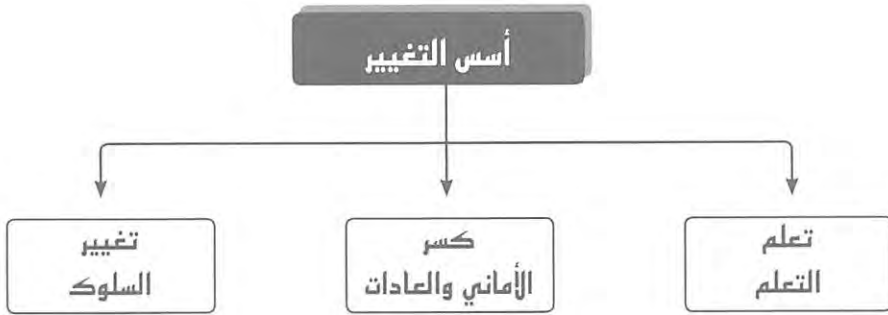 أسس التغيير
تعلم
التعلم
كسر
الأماني والعادات
تغيير
السلوك